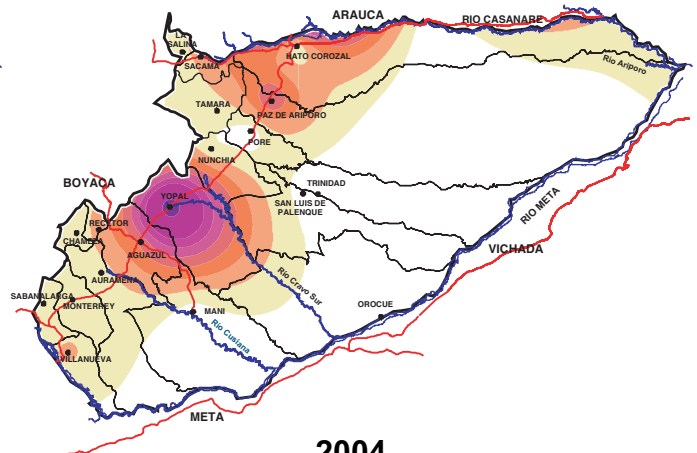 ARAUCA
RIO CASANARE
LA
SALINA
SACAMA
HATO COROZAL
Rio Ariporo
TAMARA
PAZ DE ARIPORO
PORE
NUNCHIA
BOYACA
YOPAL
TRINIDAD
SAN LUIS DE
PALENQUE
RIO META
RECETOR
CHAMEZA
AGUAZUL
VICHADA
AURAMENA
Rio Cravo Sur
SABANALARGA
MONTERREY
MANI
OROCUE
Rio Cusiana
VILLANUEVA
META
2004